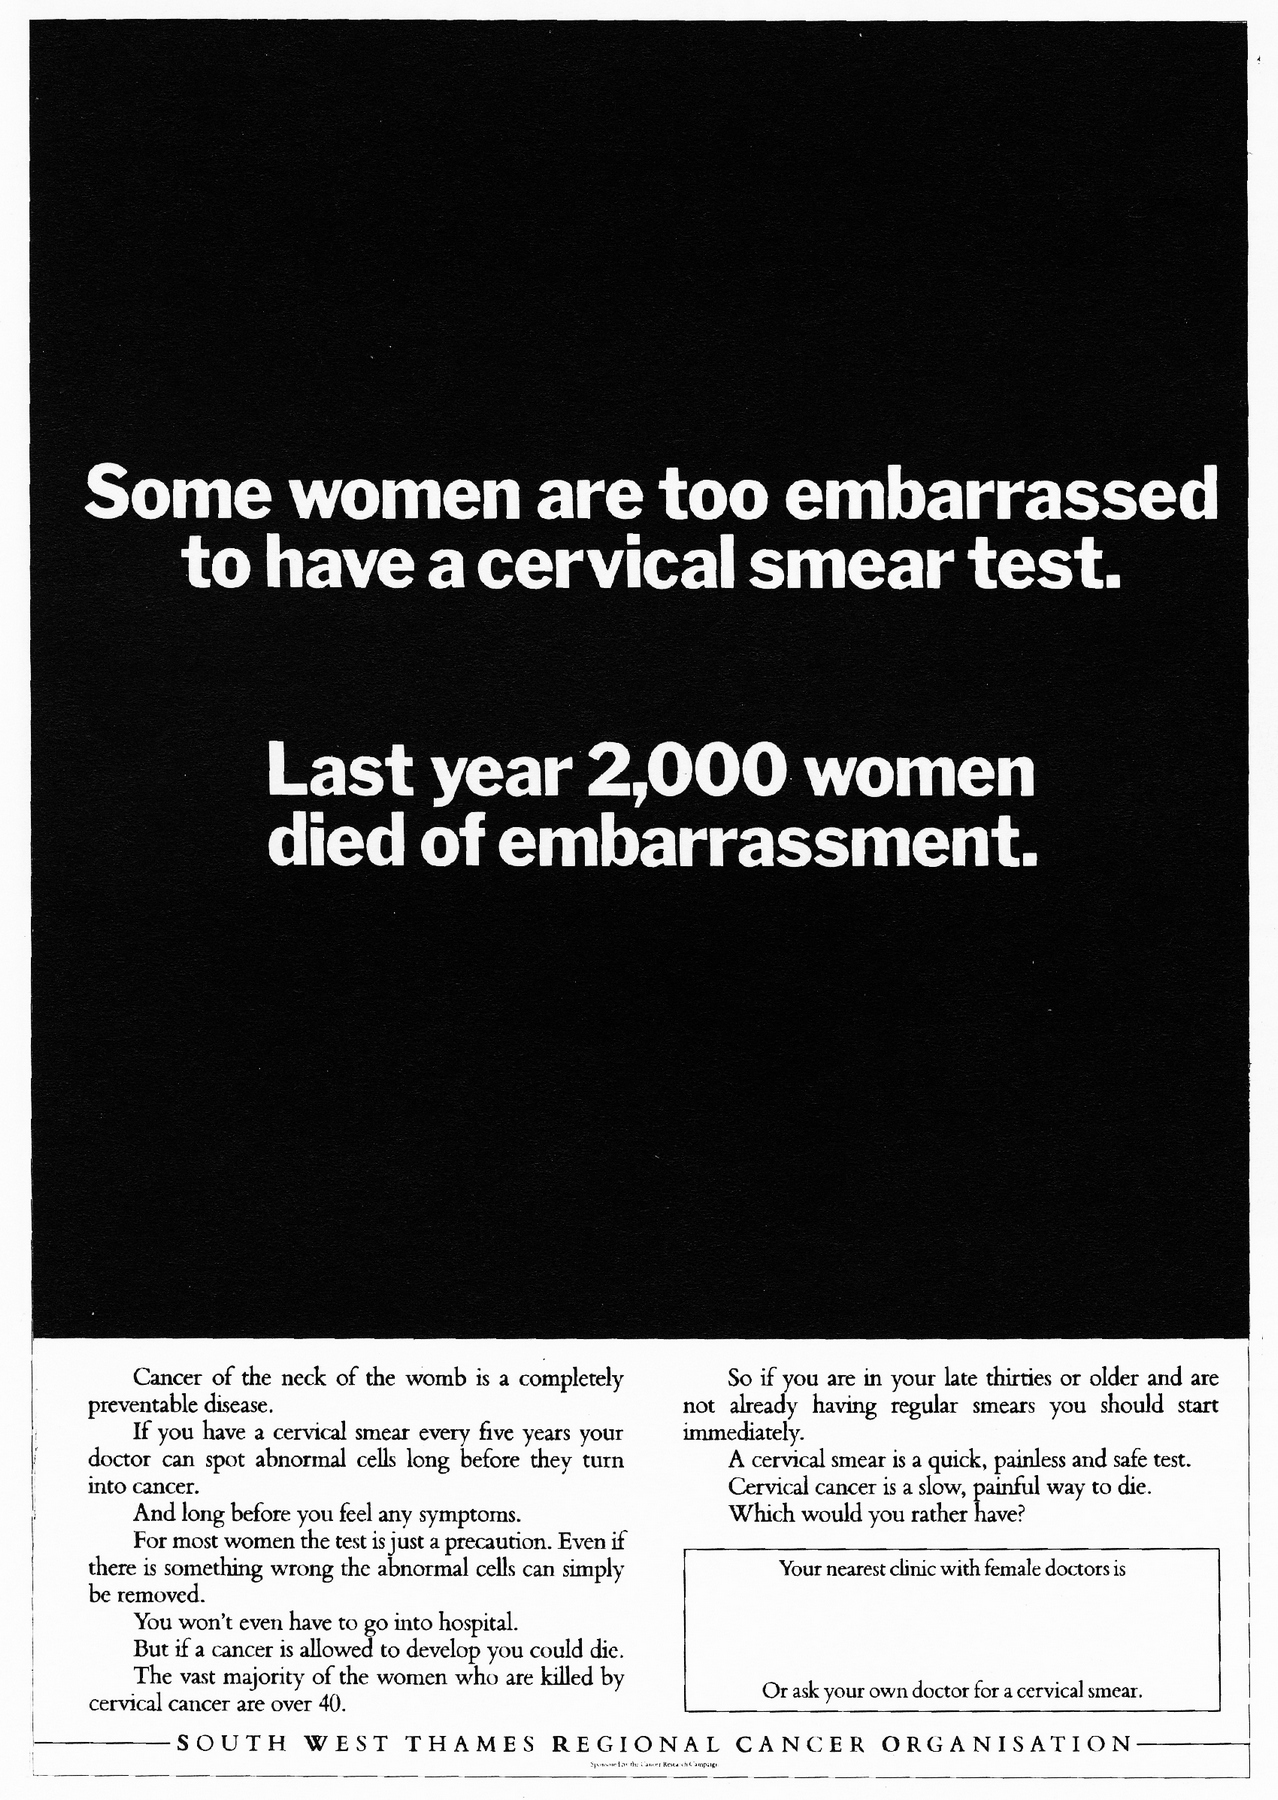 Some women are too embarrassed
to have a cervical smear test.
Last year 2,000 women
died of embarrassment.
Cancer of the neck of the womb is a completely
preventable disease.
If you have a cervical smear every five years your
doctor can spot abnormal cells long before they turn
into cancer.
And long before you feel any symptoms.
For most women the test is just a precaution. Even if
there is something wrong the abnormal cells can simply
be removed.
You won't even have to go into hospital.
But if a cancer is allowed to develop you could die.
The vast majority of the women who are killed by
cervical cancer are over 40.
So if you are in your late thirties or older and are
not already having regular smears you should start
immediately.
A cervical smear is a quick, painless and safe test.
Cervical cancer is a slow, painful way to die.
Which would you rather have?
Your nearest clinic with female doctors is
Or ask your own doctor for a cervical smear.
SOUTH WEST THAMES REGIONAL CANCER ORGANISATION
Sponsored by the Cancer Research Campaign